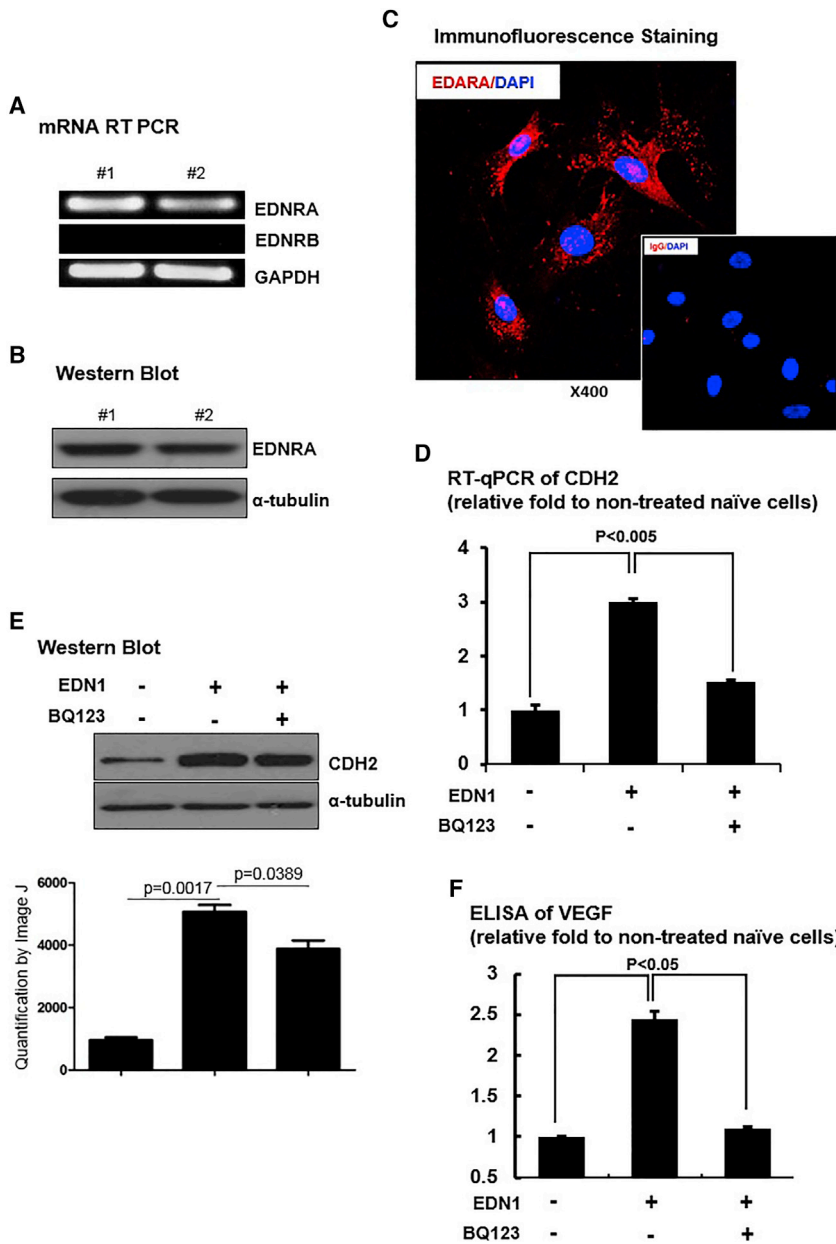 A
mRNA RT PCR
#1 #2
EDNRA
EDNRB
GAPDH
B
Western Blot
#1 #2
EDNRA
α-tubulin
C
Immunofluorescence Staining
EDARA/DAPI
IgG/DAPI
X400
D
RT-qPCR of CDH2
(relative fold to non-treated naïve cells)
P<0.005
4
3
2
1
0
EDN1 - + +
BQ123 - - +
E
Western Blot
EDN1 - + +
BQ123 - - +
CDH2
α-tubulin
Quantification by Image J
6000
4000
2000
0
p=0.0017
p=0.0389
F
ELISA of VEGF
(relative fold to non-treated naïve cells)
P<0.05
3
2.5
2
1.5
1
0.5
EDN1 - + +
BQ123 - - +